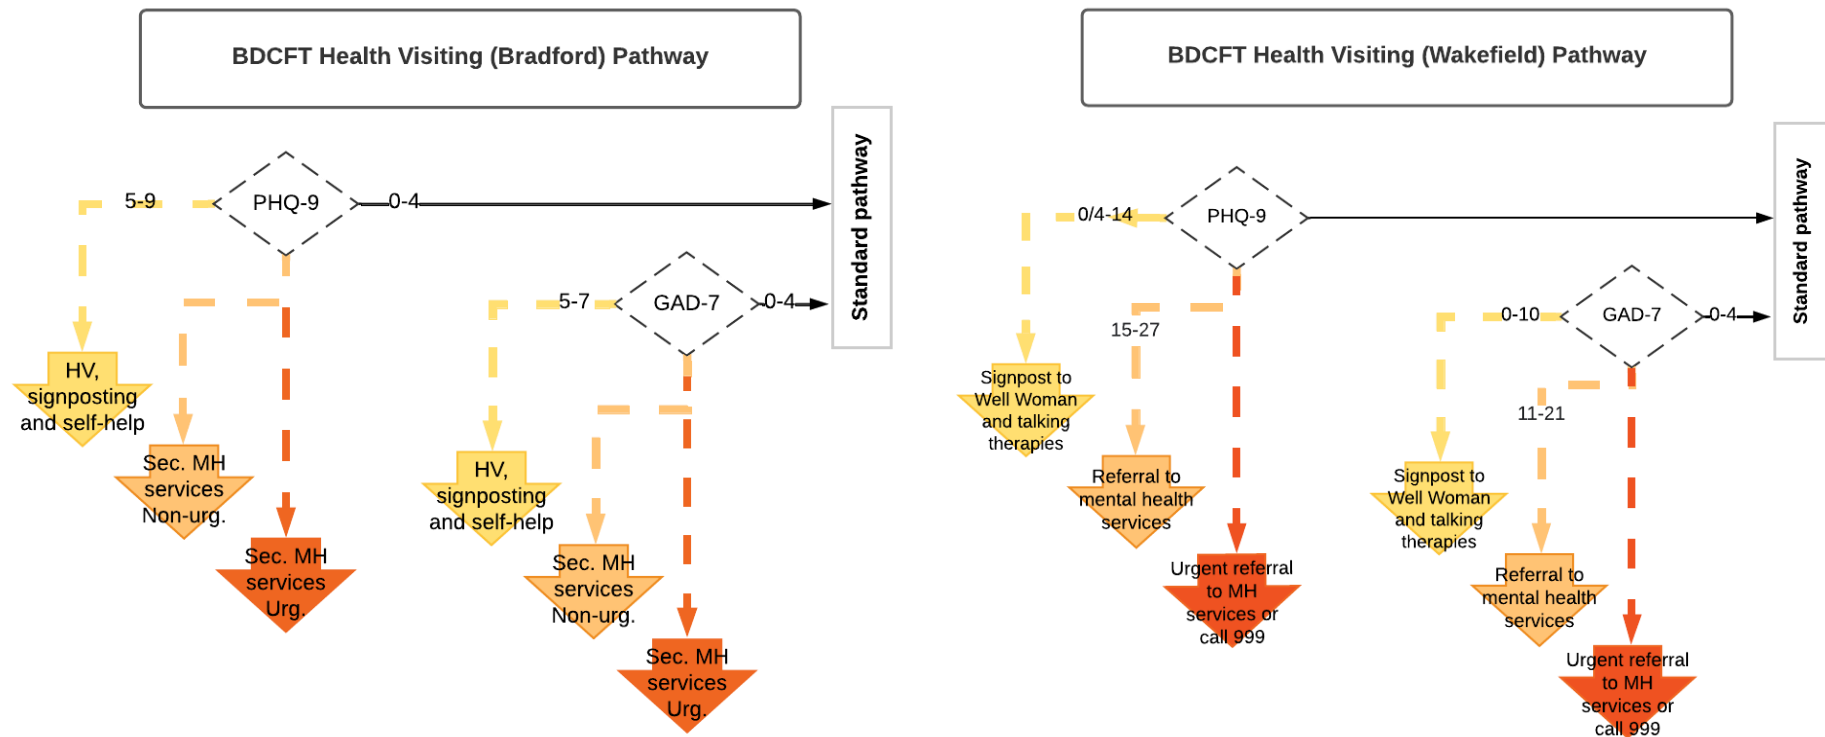 BDCFT Health Visiting (Bradford) Pathway
5-9
PHQ-9
0-4
Standard pathway
5-7
GAD-7
0-4
HV,
signposting
and self-help
Sec. MH
services
Non-urg.
Sec. MH
services
Urg.
HV,
signposting
and self-help
Sec. MH
services
Non-urg.
Sec. MH
services
Urg.
BDCFT Health Visiting (Wakefield) Pathway
0/4-14
PHQ-9
Standard pathway
15-27
0-10
GAD-7
0-4
11-21
Signpost to
Well Woman
and talking
therapies
Referral to
mental health
services
Urgent referral
to MH
services or
call 999
Signpost to
Well Woman
and talking
therapies
Referral to
mental health
services
Urgent referral
to MH
services or
call 999